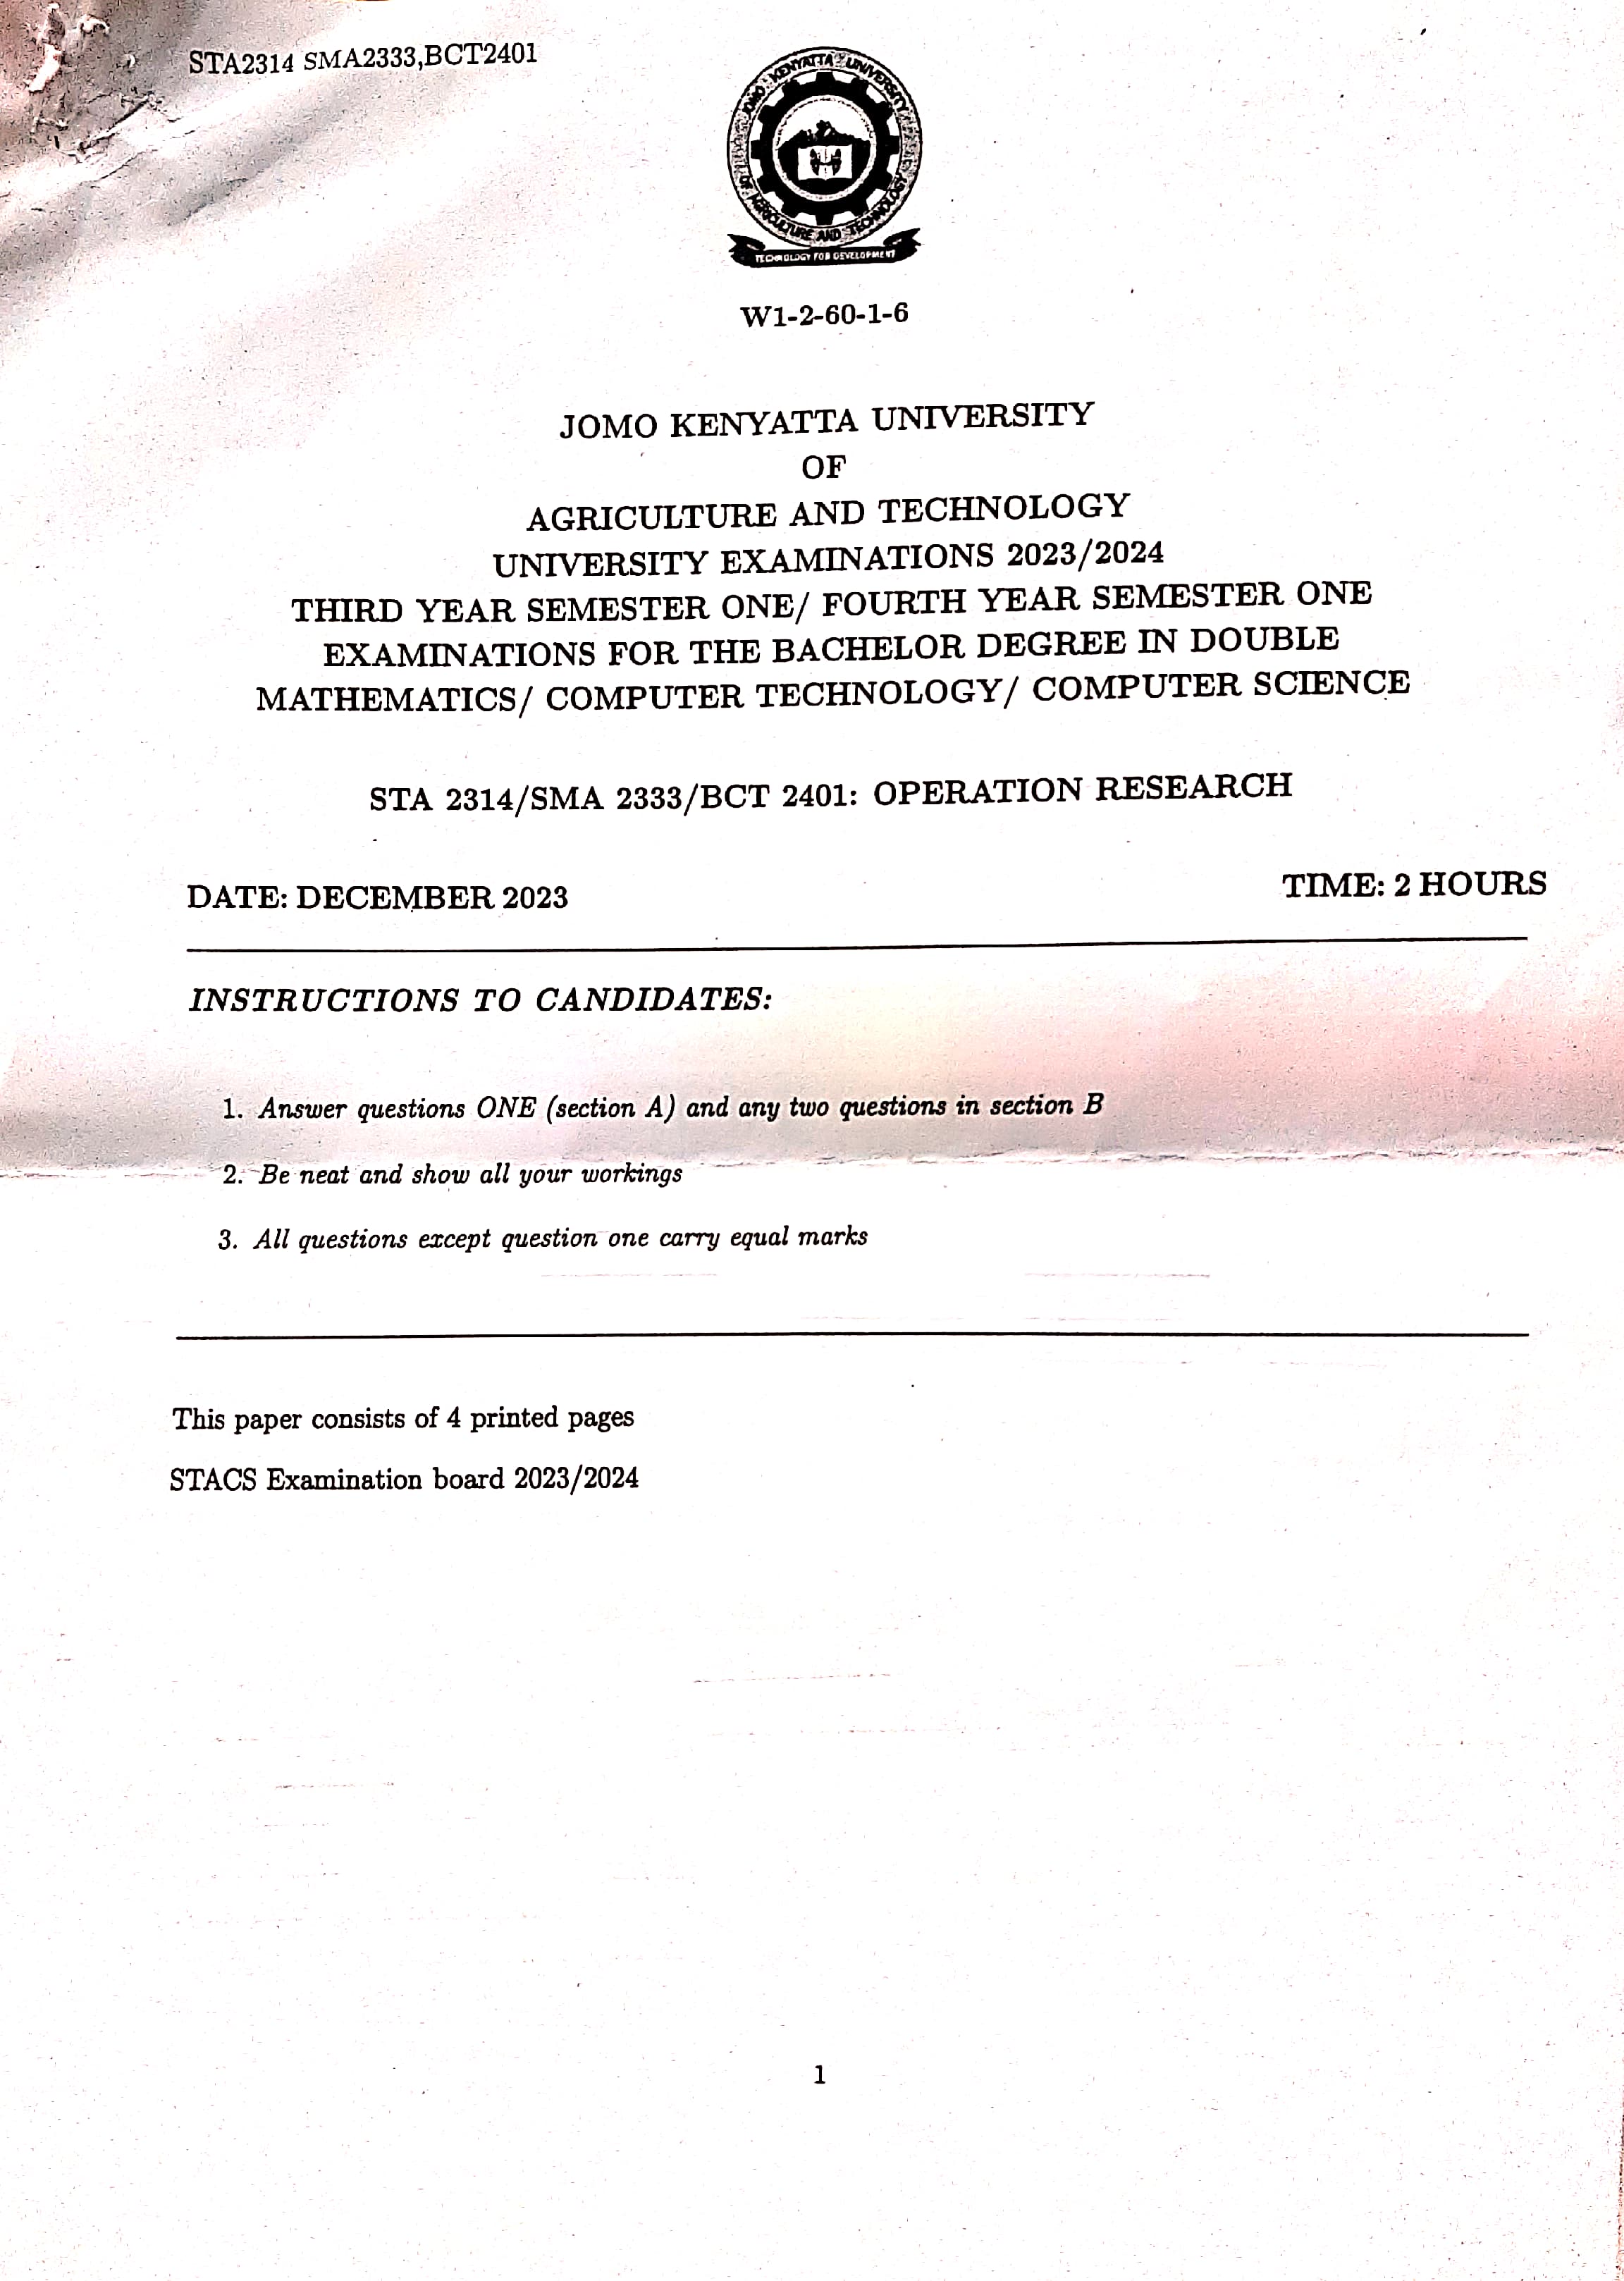 STA2314 SMA2333,BCT2401
JOMO KENYATTA UNIVERSITY
OF AGRICULTURE AND TECHNOLOGY
TECHNOLOGY FOR DEVELOPMENT
W1-2-60-1-6
JOMO KENYATTA UNIVERSITY
OF
AGRICULTURE AND TECHNOLOGY
UNIVERSITY EXAMINATIONS 2023/2024
THIRD YEAR SEMESTER ONE/ FOURTH YEAR SEMESTER ONE
EXAMINATIONS FOR THE BACHELOR DEGREE IN DOUBLE
MATHEMATICS/ COMPUTER TECHNOLOGY/ COMPUTER SCIENCE
STA 2314/SMA 2333/BCT 2401: OPERATION RESEARCH
DATE: DECEMBER 2023 TIME: 2 HOURS
INSTRUCTIONS TO CANDIDATES:
1. Answer questions ONE (section A) and any two questions in section B
2. Be neat and show all your workings
3. All questions except question one carry equal marks
This paper consists of 4 printed pages
STACS Examination board 2023/2024
1